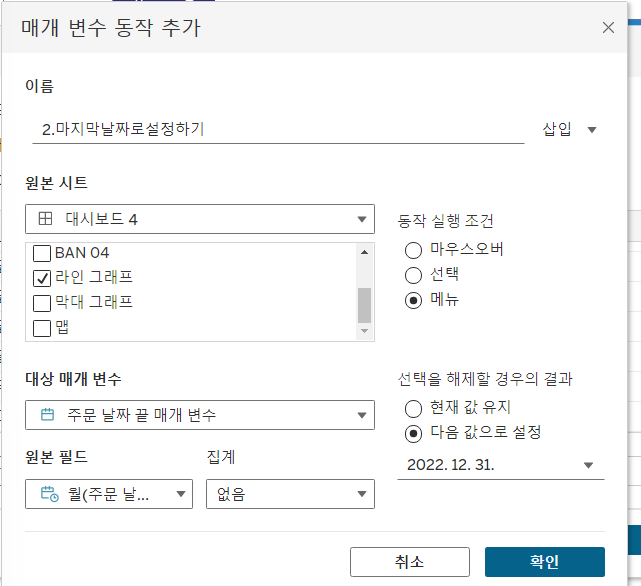 매개 변수 동작 추가
이름
2.마지막날짜로설정하기
삽입
원본 시트
대시보드 4
BAN 04
라인 그래프
막대 그래프
맵
동작 실행 조건
마우스오버
선택
메뉴
대상 매개 변수
주문 날짜 끝 매개 변수
선택을 해제할 경우의 결과
현재 값 유지
다음 값으로 설정
2022. 12. 31.
원본 필드
집계
월(주문 날...
없음
취소
확인